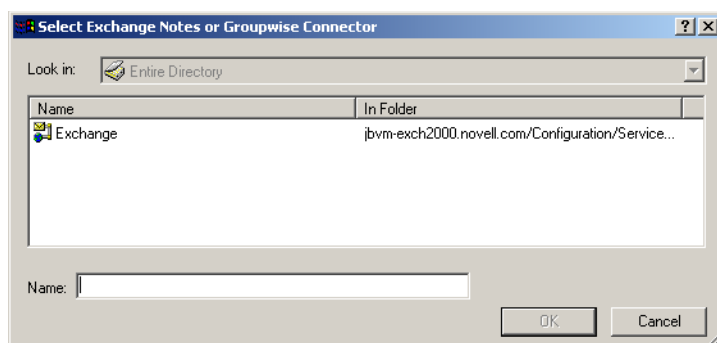 Select Exchange Notes or Groupwise Connector
Look in: Entire Directory
Name In Folder
Exchange jbvm-exch2000.novell.com/Configuration/Service...
Name:
OK Cancel